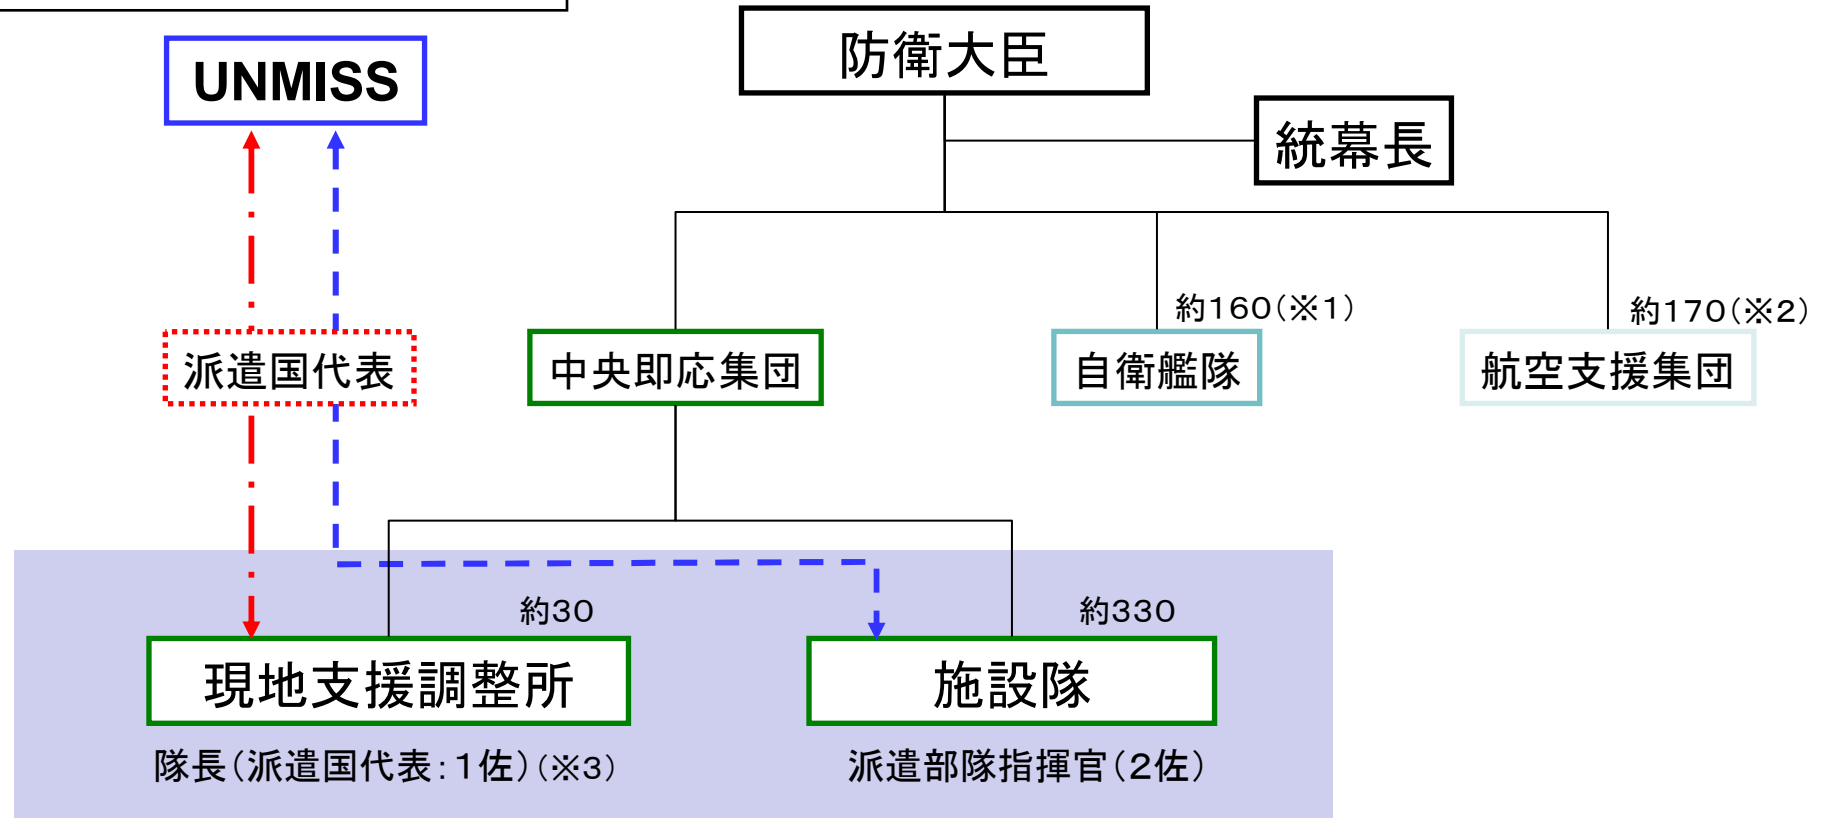 防衛大臣
UNMISS
統幕長
約160(※1)
約170(※2)
派遣国代表
中央即応集団
自衛艦隊
航空支援集団
約30
約330
現地支援調整所
施設隊
隊長(派遣国代表:1佐)(※3)
派遣部隊指揮官(2佐)